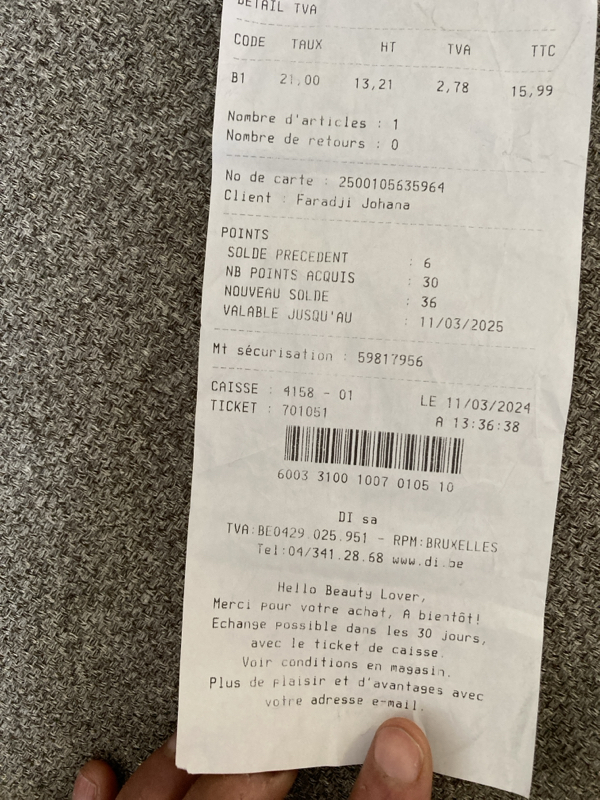 DETAIL TVA
CODE TAUX HT TVA TTC
B1 21,00 13,21 2,78 15,99
Nombre d'articles : 1
Nombre de retours : 0
No de carte : 2500105635964
Client : Faradji Johana
POINTS
SOLDE PRECEDENT : 6
NB POINTS ACQUIS : 30
NOUVEAU SOLDE : 36
VALABLE JUSQU'AU : 11/03/2025
Mt sécurisation : 59817956
CAISSE : 4158 - 01 LE 11/03/2024
TICKET : 701051 A 13:36:38
6003 3100 1007 0105 10
DI sa
TVA:BE0429.025.951 - RPM:BRUXELLES
Tel:04/341.28.68 www.di.be
Hello Beauty Lover,
Merci pour votre achat, A bientôt!
Echange possible dans les 30 jours,
avec le ticket de caisse.
Voir conditions en magasin.
Plus de plaisir et d'avantages avec
votre adresse e-mail.